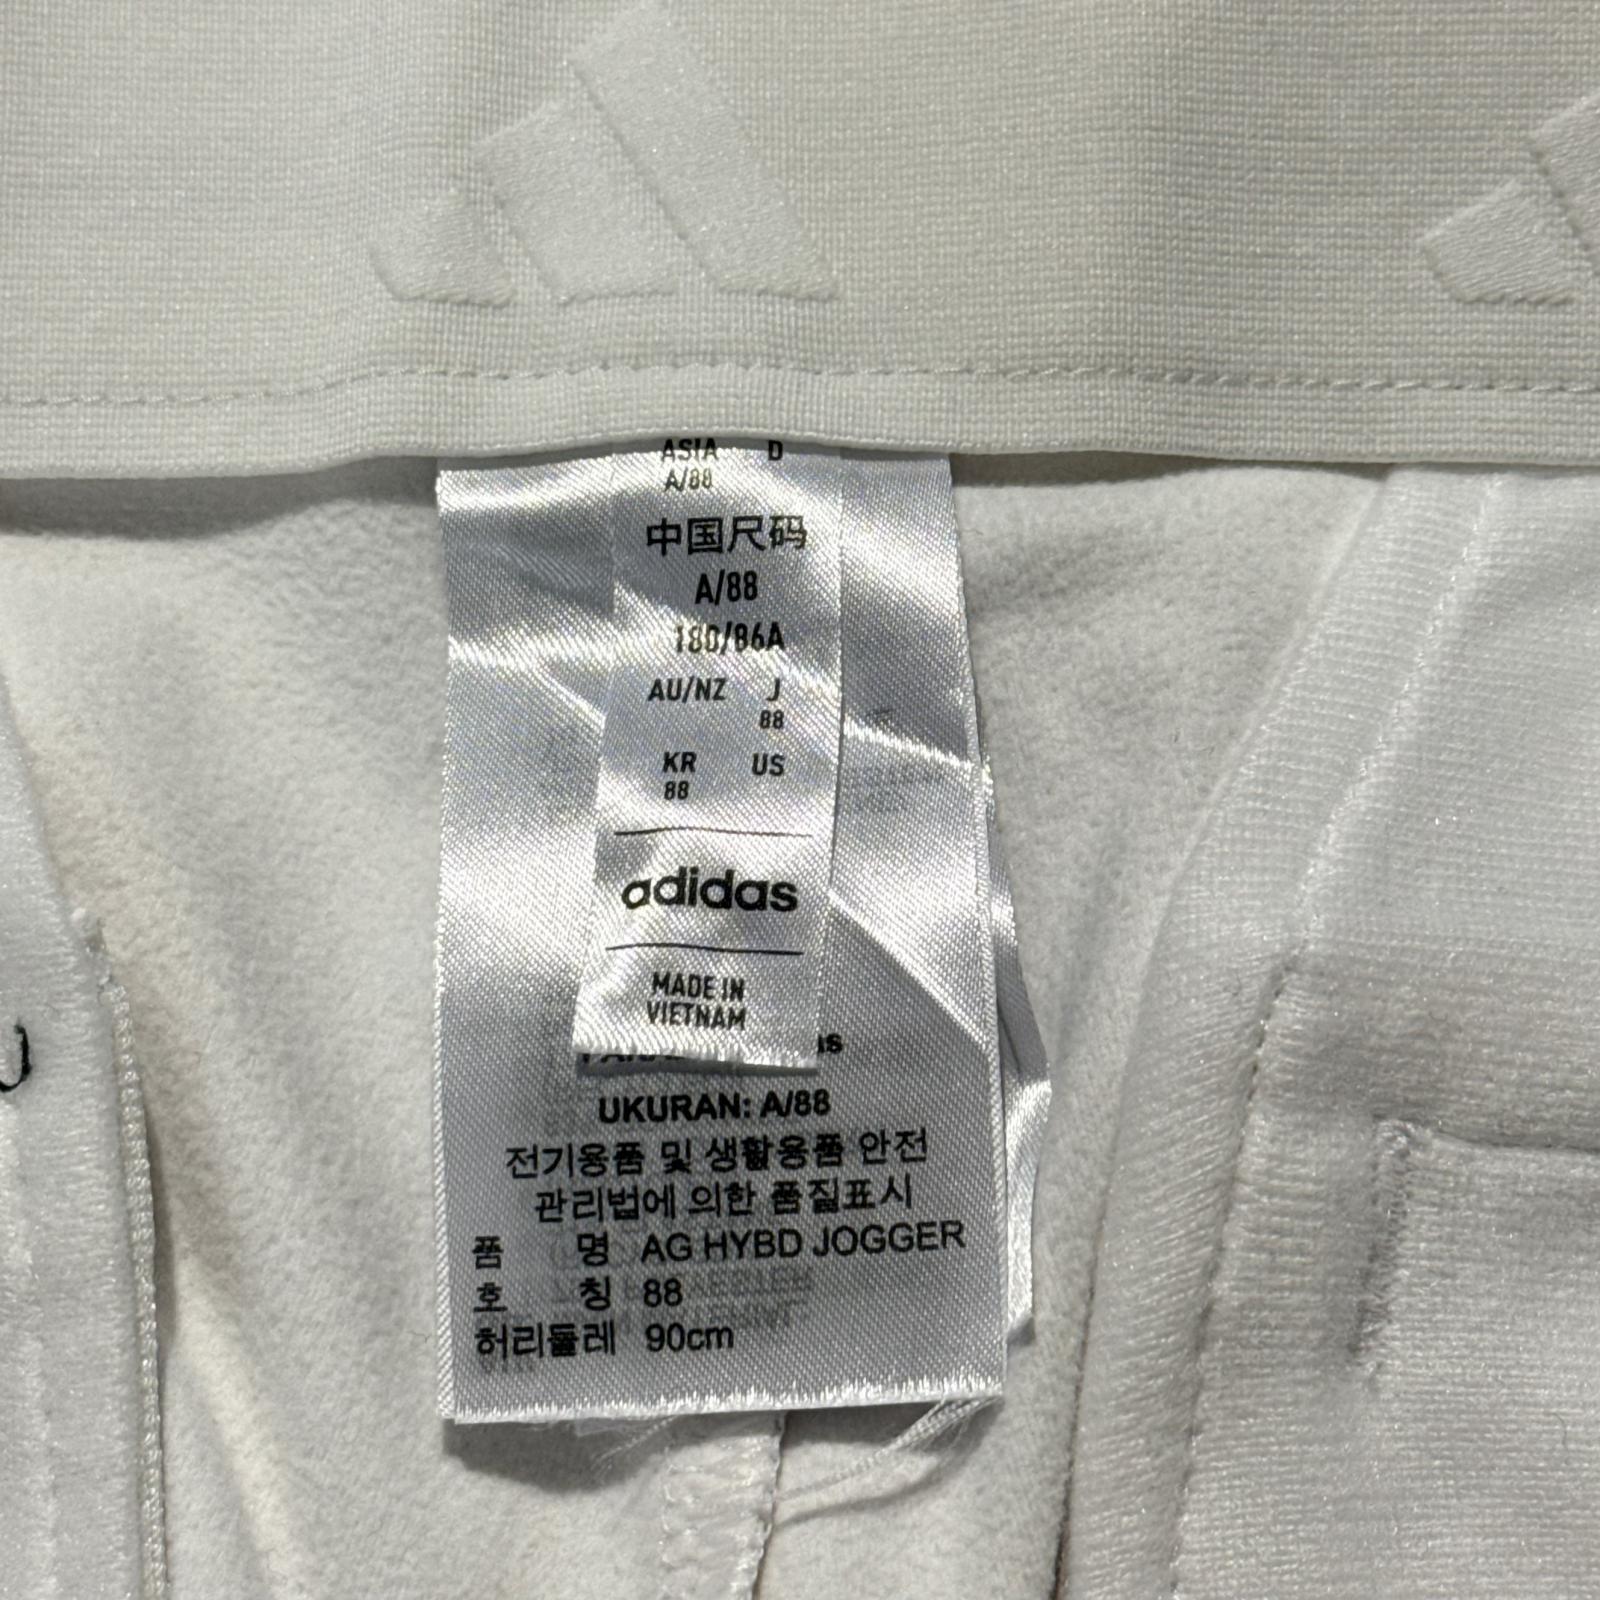 ASIA D
A/88
中国尺码
A/88
180/86A
AU/NZ J
88
KR US
88
adidas
MADE IN
VIETNAM
UKURAN: A/88
전기용품 및 생활용품 안전
관리법에 의한 품질표시
품 명 AG HYBD JOGGER
호 칭 88
허리둘레 90cm